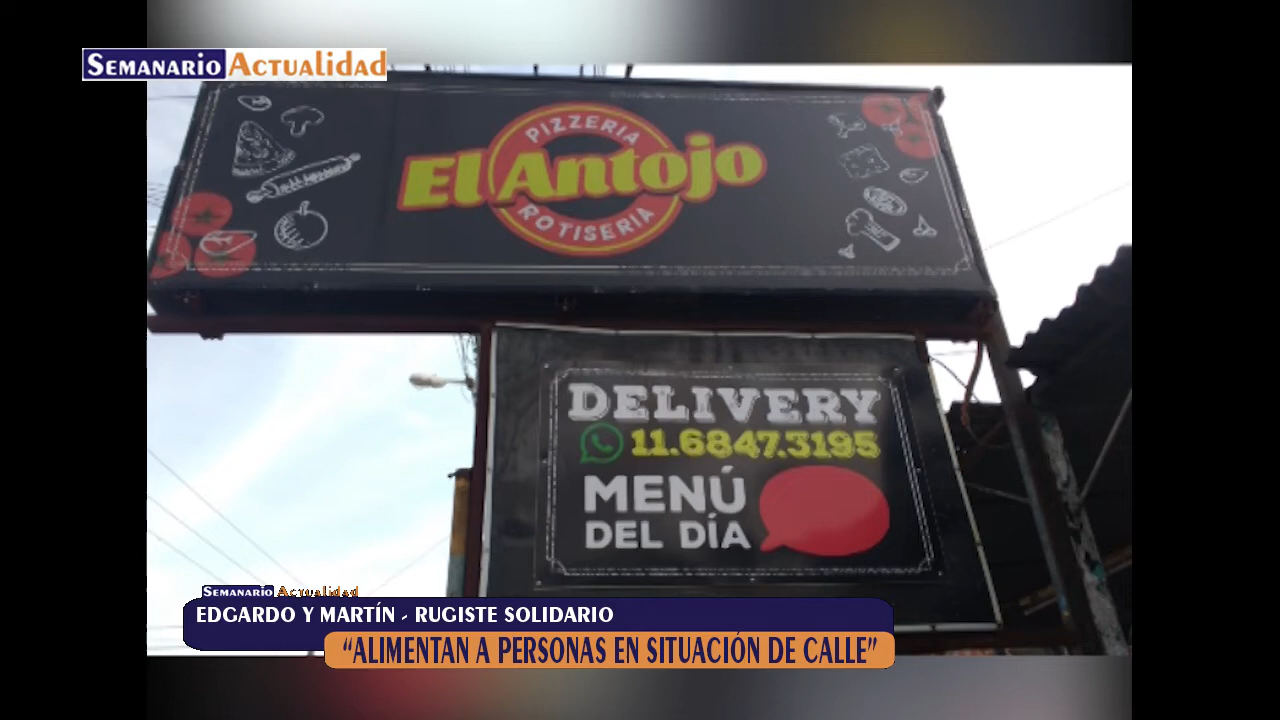 Semanario Actualidad
PIZZERIA
El Antojo
ROTISERIA
DELIVERY
11.6847.3195
MENÚ
DEL DÍA
Semanario Actualidad
EDGARDO Y MARTÍN - RUGISTE SOLIDARIO
“ALIMENTAN A PERSONAS EN SITUACIÓN DE CALLE”